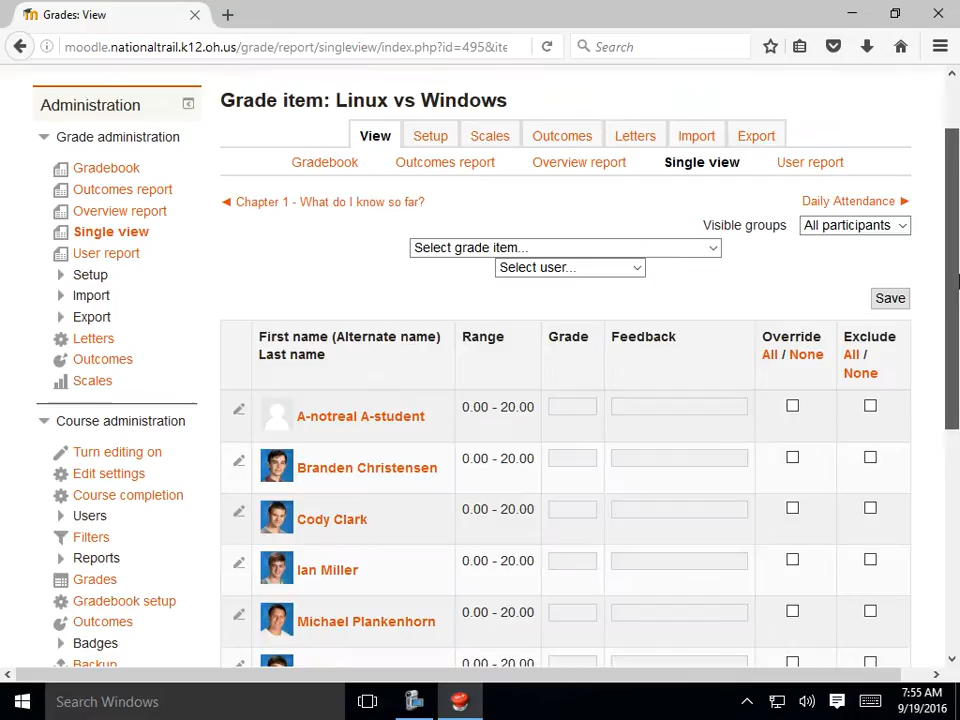 Grades: View
moodle.nationaltrail.k12.oh.us/grade/report/singleview/index.php?id=495&ite
Search
Administration
Grade administration
Gradebook
Outcomes report
Overview report
Single view
User report
Setup
Import
Export
Letters
Outcomes
Scales
Course administration
Turn editing on
Edit settings
Course completion
Users
Filters
Reports
Grades
Gradebook setup
Outcomes
Badges
Backup
Grade item: Linux vs Windows
View Setup Scales Outcomes Letters Import Export
Gradebook Outcomes report Overview report Single view User report
◄ Chapter 1 - What do I know so far?
Daily Attendance ►
Visible groups All participants
Select grade item...
Select user...
Save
First name (Alternate name) Range Grade Feedback Override Exclude
Last name All / None All /
None
A-notreal A-student 0.00 - 20.00
Branden Christensen 0.00 - 20.00
Cody Clark 0.00 - 20.00
Ian Miller 0.00 - 20.00
Michael Plankenhorn 0.00 - 20.00
0.00 - 20.00
Search Windows
7:55 AM
9/19/2016